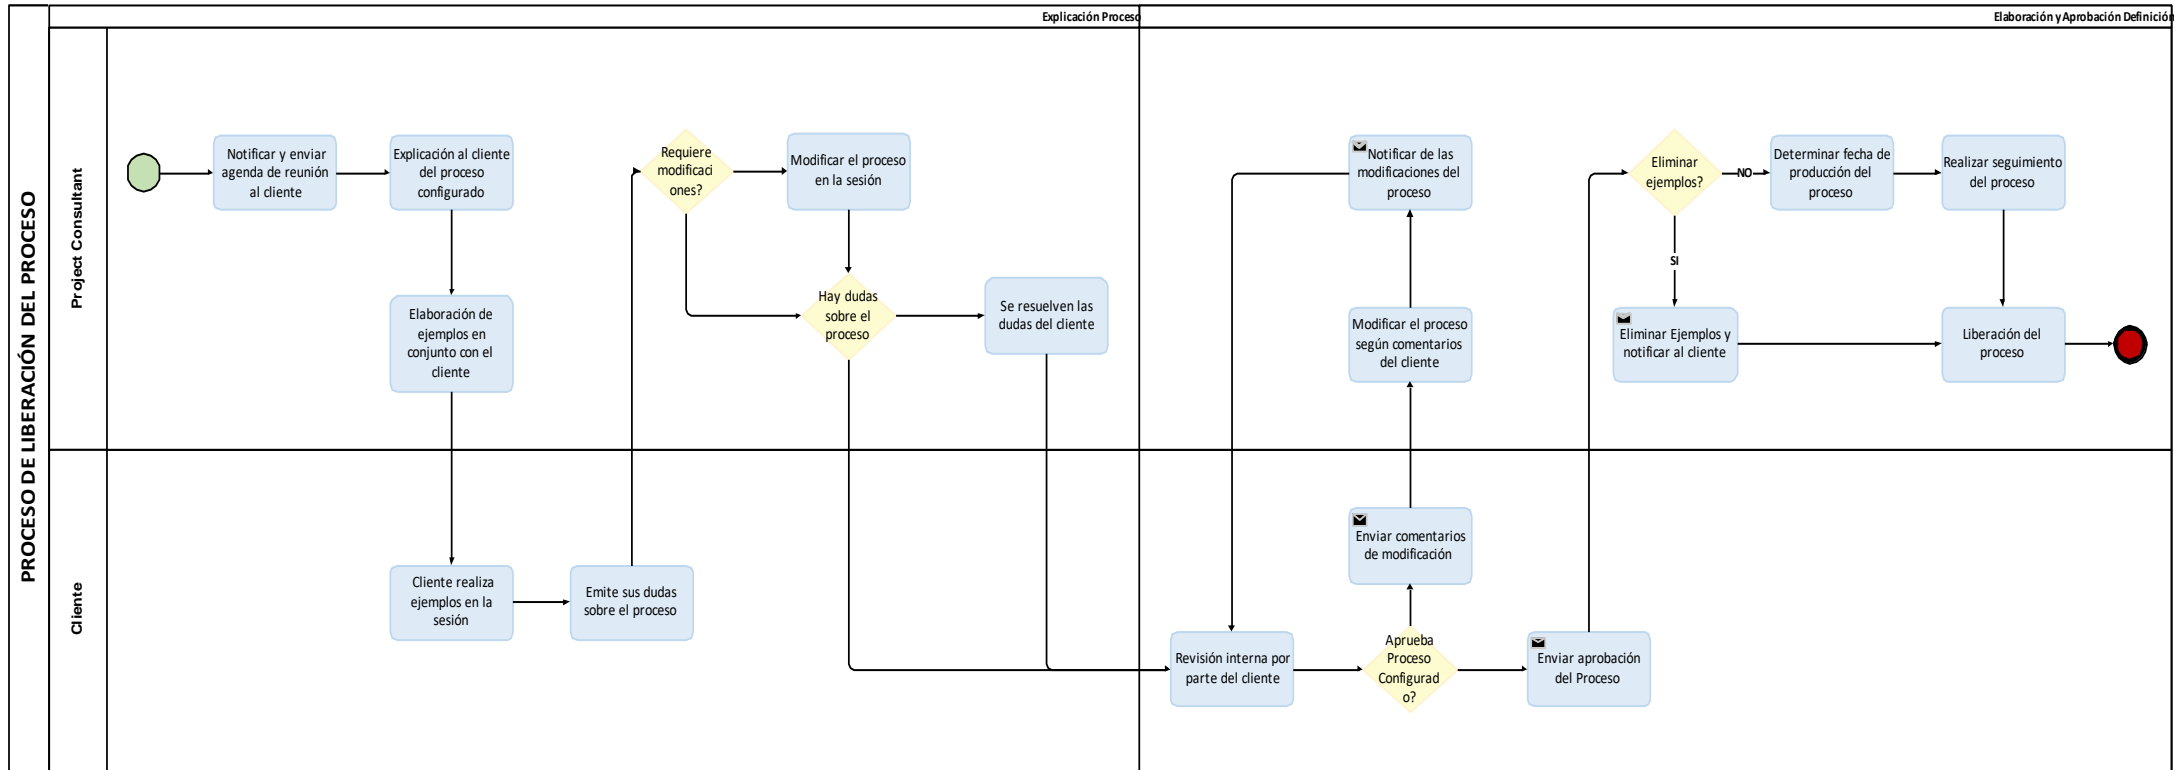 PROCESO DE LIBERACIÓN DEL PROCESO
Explicación Proceso
Elaboración y Aprobación Definición
Project Consultant
Notificar y enviar
agenda de reunión
al cliente
Explicación al cliente
del proceso
configurado
Elaboración de
ejemplos en
conjunto con el
cliente
Requiere
modificaci
ones?
Modificar el proceso
en la sesión
Hay dudas
sobre el
proceso
Se resuelven las
dudas del cliente
Notificar de las
modificaciones del
proceso
Modificar el proceso
según comentarios
del cliente
Eliminar
ejemplos?
NO
SI
Determinar fecha de
producción del
proceso
Realizar seguimiento
del proceso
Eliminar Ejemplos y
notificar al cliente
Liberación del
proceso
Cliente
Cliente realiza
ejemplos en la
sesión
Emite sus dudas
sobre el proceso
Enviar comentarios
de modificación
Revisión interna por
parte del cliente
Aprueba
Proceso
Configurad
o?
Enviar aprobación
del Proceso